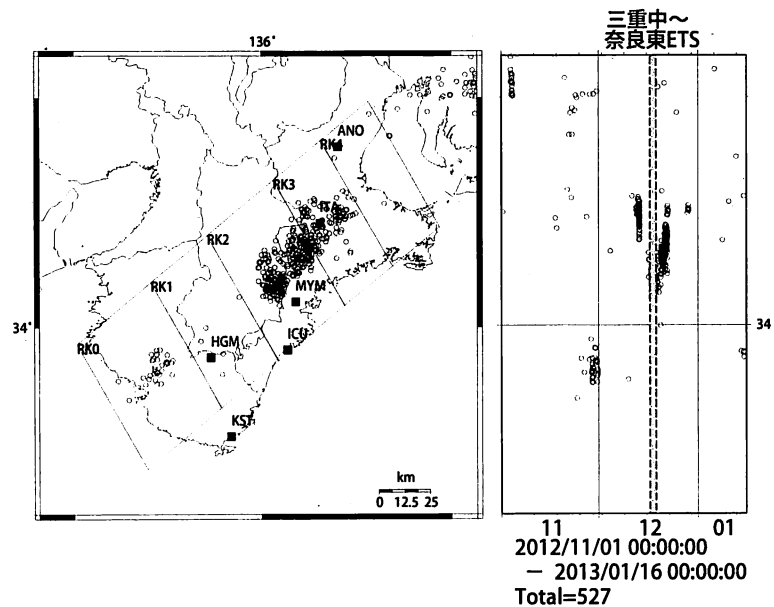 三重中～
奈良東ETS
136°
ANO
RK4
RK3
ITA
RK2
RK1
MYM
34°
34
RK0
HGM
ICU
KST
km
0 12.5 25
11 12 01
2012/11/01 00:00:00
－ 2013/01/16 00:00:00
Total=527